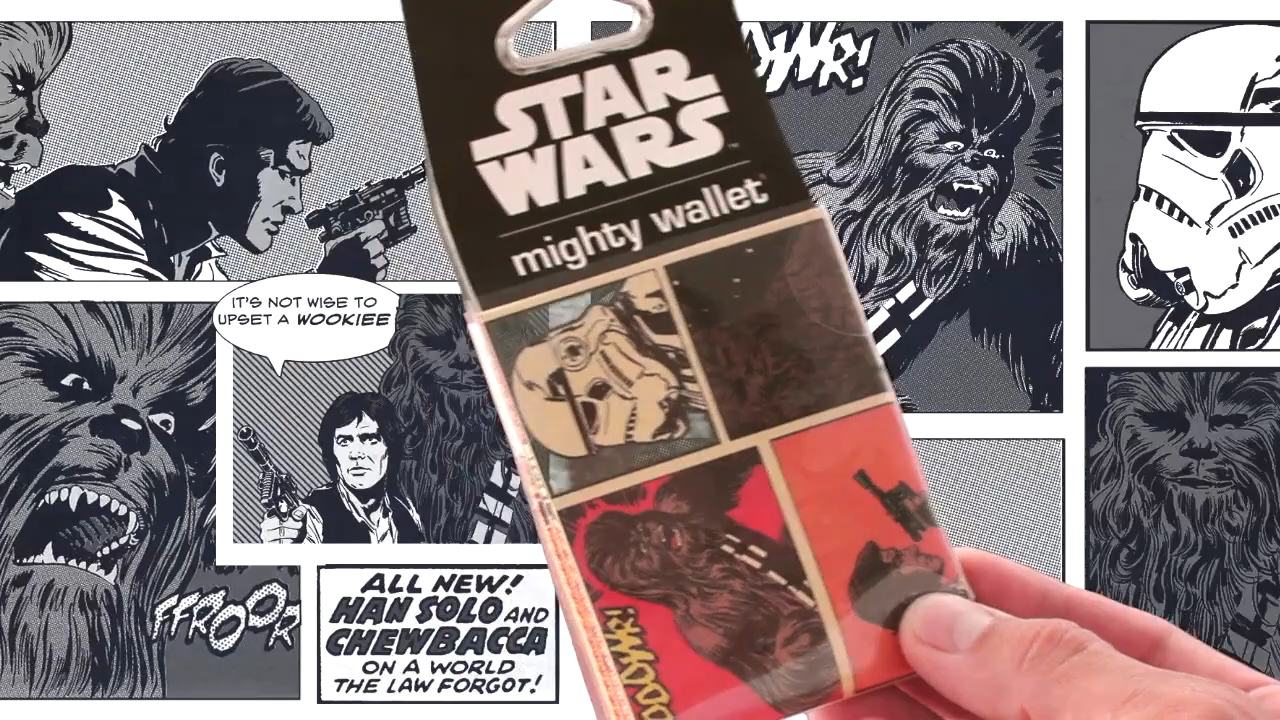 STAR
WARS
™
mighty wallet®
IT'S NOT WISE TO
UPSET A WOOKIEE
FFROOOR
ALL NEW!
HAN SOLO AND
CHEWBACCA
ON A WORLD
THE LAW FORGOT!